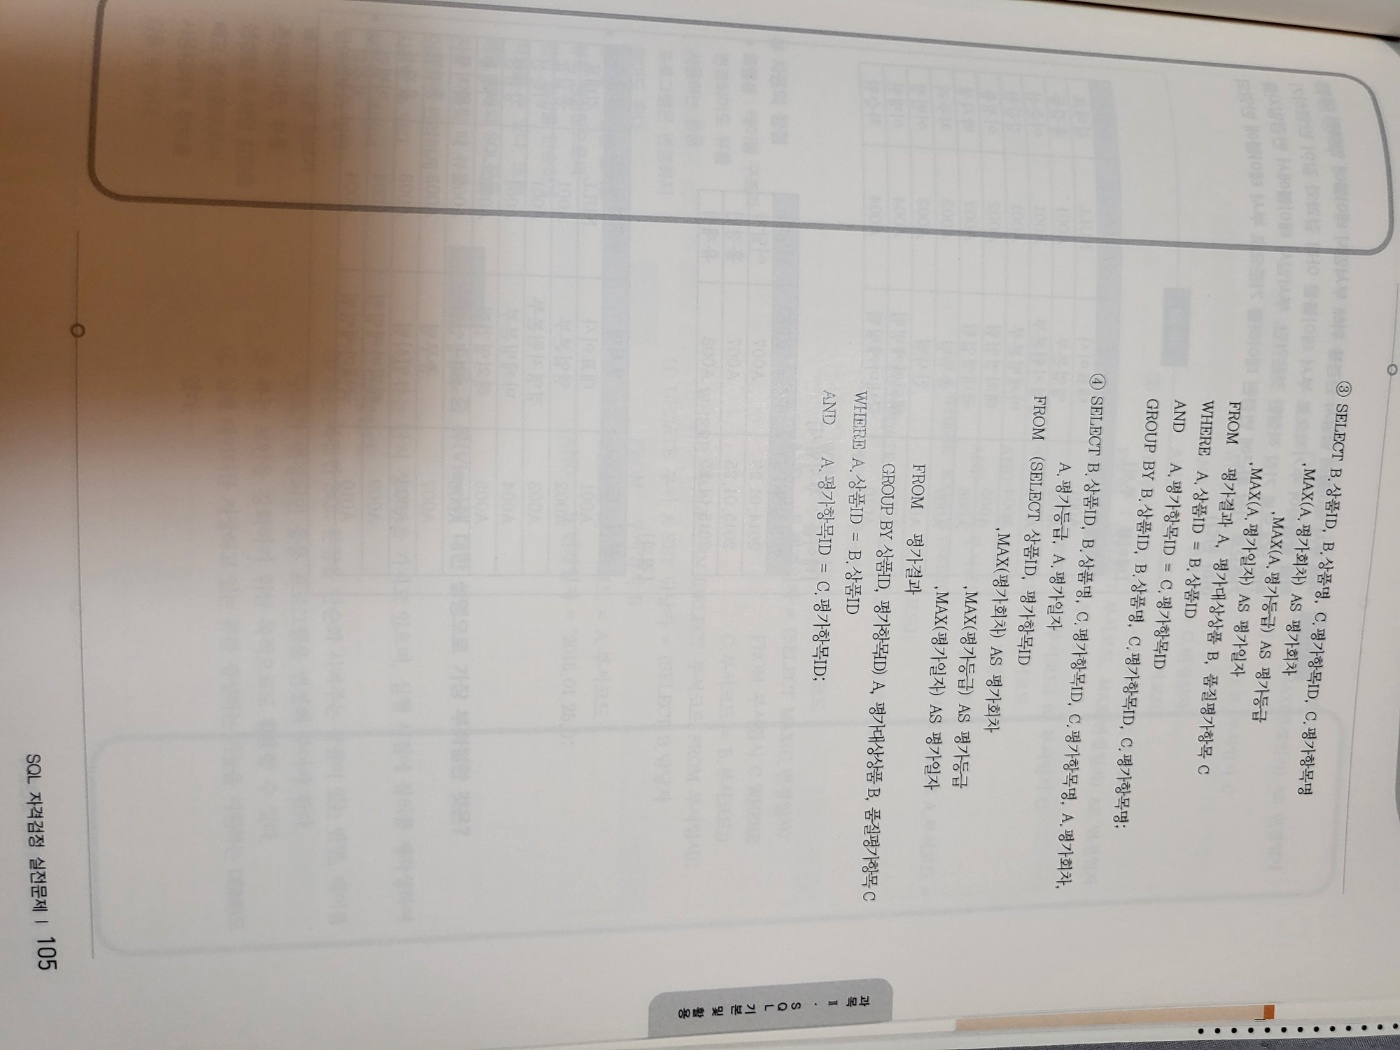 ③ SELECT B.상품ID, B.상품명, C.평가항목ID, C.평가항목명
,MAX(A.평가회차) AS 평가회차
,MAX(A.평가등급) AS 평가등급
,MAX(A.평가일자) AS 평가일자
FROM 평가결과 A, 평가대상상품 B, 품질평가항목 C
WHERE A.상품ID = B.상품ID
AND A.평가항목ID = C.평가항목ID
GROUP BY B.상품ID, B.상품명, C.평가항목ID, C.평가항목명;
④ SELECT B.상품ID, B.상품명, C.평가항목ID, C.평가항목명, A.평가회차,
A.평가등급, A.평가일자
FROM (SELECT 상품ID, 평가항목ID
,MAX(평가회차) AS 평가회차
,MAX(평가등급) AS 평가등급
,MAX(평가일자) AS 평가일자
FROM 평가결과
GROUP BY 상품ID, 평가항목ID) A, 평가대상상품 B, 품질평가항목 C
WHERE A.상품ID = B.상품ID
AND A.평가항목ID = C.평가항목ID;
과목 Ⅱ. SQL 기본 및 활용
SQL 자격검정 실전문제 | 105